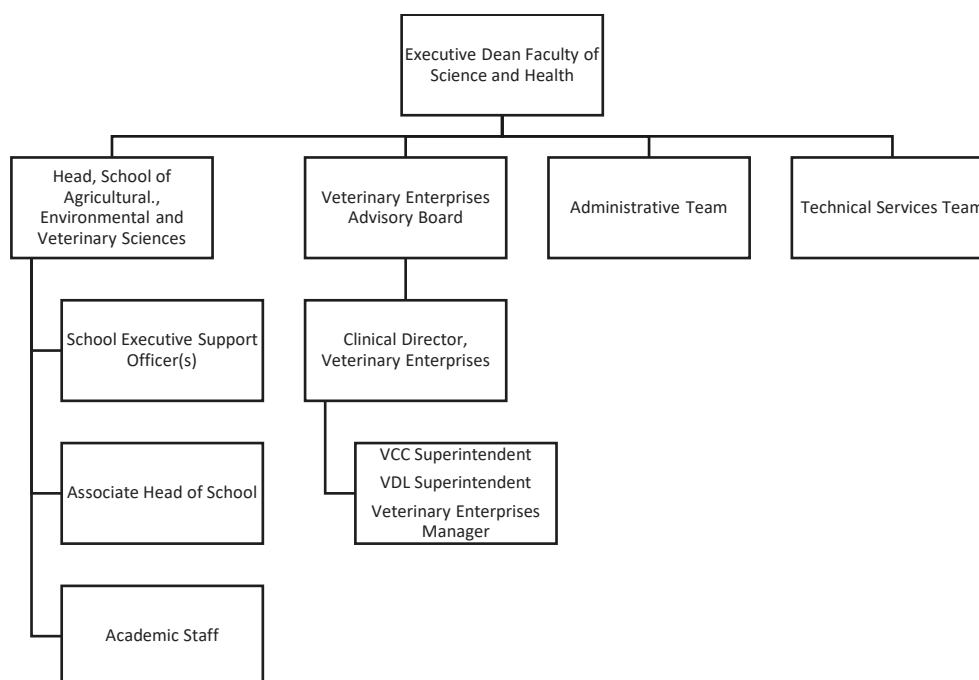 Executive Dean Faculty of
Science and Health
Head, School of
Agricultural.,
Environmental and
Veterinary Sciences
Veterinary Enterprises
Advisory Board
Administrative Team
Technical Services Team
School Executive Support
Officer(s)
Clinical Director,
Veterinary Enterprises
Associate Head of School
VCC Superintendent
VDL Superintendent
Veterinary Enterprises
Manager
Academic Staff